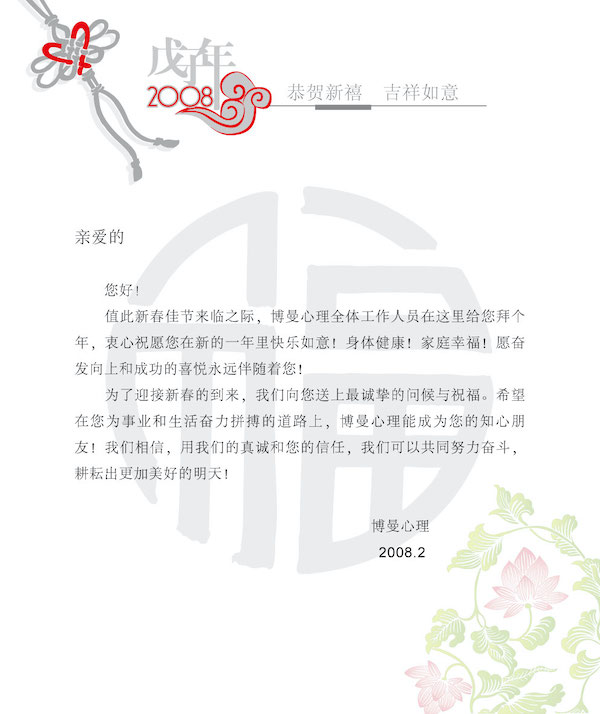 戊子年
2008
恭贺新禧 吉祥如意
福
亲爱的
您好！
值此新春佳节来临之际，博曼心理全体工作人员在这里给您拜个
年，衷心祝愿您在新的一年里快乐如意！身体健康！家庭幸福！愿奋
发向上和成功的喜悦永远伴随着您！
为了迎接新春的到来，我们向您送上最诚挚的问候与祝福。希望
在您为事业和生活奋力拼搏的道路上，博曼心理能成为您的知心朋
友！我们相信，用我们的真诚和您的信任，我们可以共同努力奋斗，
耕耘出更加美好的明天！
博曼心理
2008.2